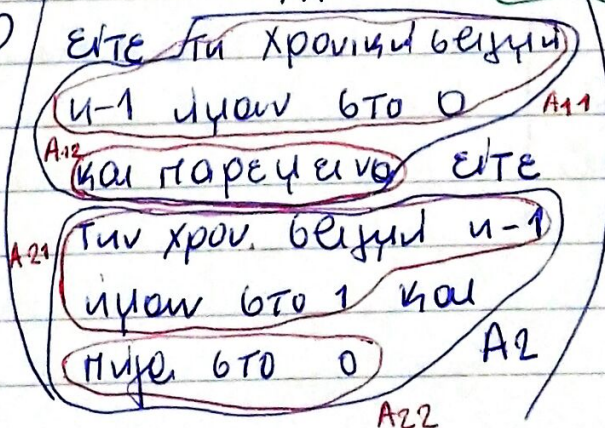 είτε τη χρονική στιγμή
n-1 ήμουν στο 0 A11
A12 και παρέμεινα είτε
A21 την χρον. στιγμή n-1
ήμουν στο 1 και
πήγα στο 0 A2
A22